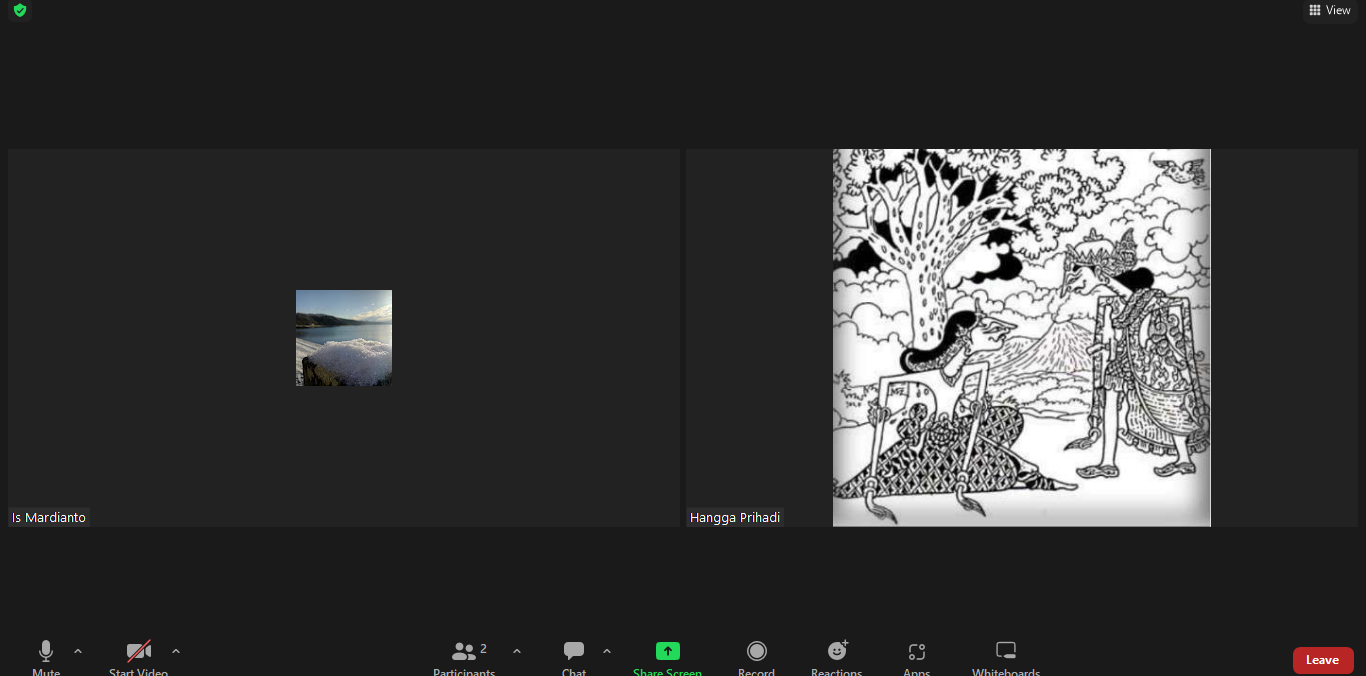 View
Is Mardianto
Hangga Prihadi
2
Mute
Start Video
Participants
Chat
Share Screen
Record
Reactions
Apps
Whiteboards
Leave